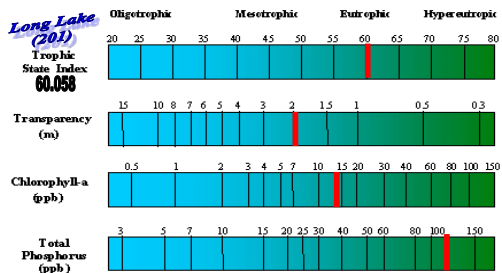 Long Lake
(201)
Oligotrophic Mesotrophic Eutrophic Hypereutropic
20 25 30 35 40 45 50 55 60 65 70 75 80
Trophic
State Index
60.058
15 10 8 7 6 5 4 3 2 1.5 1 0.5 0.3
Transparency
(m)
0.5 1 2 3 4 5 7 10 15 20 30 40 60 80 100 150
Chlorophyll-a
(ppb)
3 5 7 10 15 20 25 30 40 50 60 80 100 150
Total
Phosphorus
(ppb)